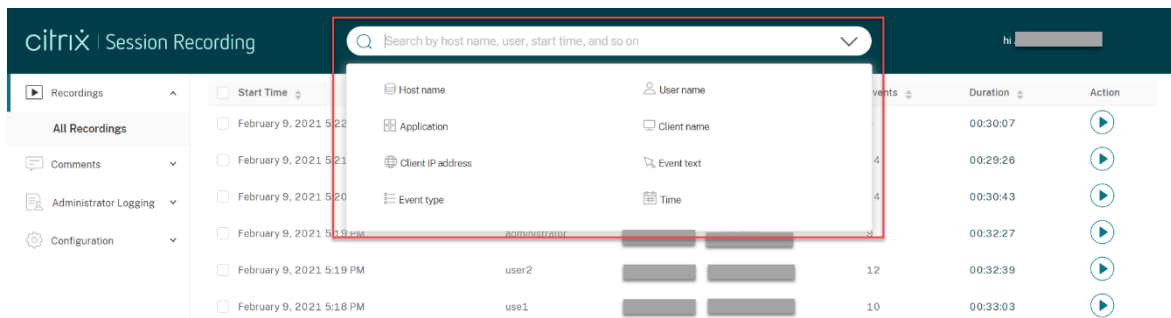 citrix | Session Recording
Search by host name, user, start time, and so on
hi
Recordings
Start Time
Host name
User name
Duration
Action
All Recordings
February 9, 2021 5:22
Application
Client name
00:30:07
Comments
February 9, 2021 5:21
Client IP address
Event text
4
00:29:26
Administrator Logging
February 9, 2021 5:20
Event type
Time
4
00:30:43
Configuration
February 9, 2021 5:19 PM
administrator
9
00:32:27
February 9, 2021 5:19 PM
user2
12
00:32:39
February 9, 2021 5:18 PM
use1
10
00:33:03